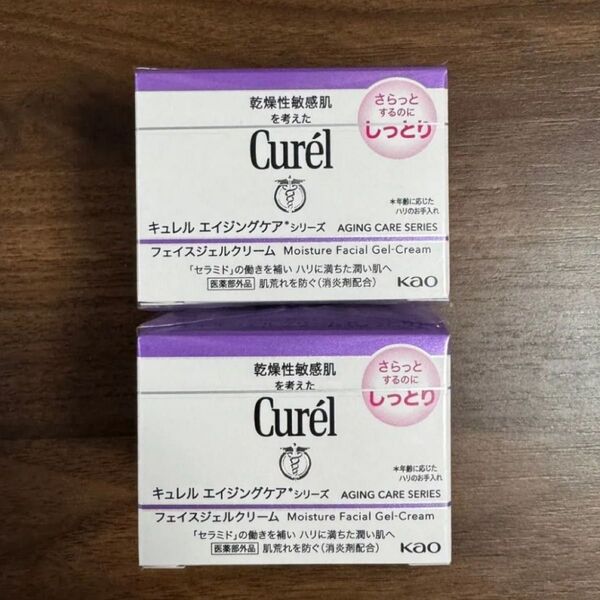 乾燥性敏感肌
を考えた
Curél
さらっと
するのに
しっとり
*年齢に応じた
ハリのお手入れ
キュレル エイジングケア*シリーズ AGING CARE SERIES
フェイスジェルクリーム Moisture Facial Gel-Cream
「セラミド」の働きを補い ハリに満ちた潤い肌へ
医薬部外品 肌荒れを防ぐ(消炎剤配合)
Kao
乾燥性敏感肌
を考えた
Curél
さらっと
するのに
しっとり
*年齢に応じた
ハリのお手入れ
キュレル エイジングケア*シリーズ AGING CARE SERIES
フェイスジェルクリーム Moisture Facial Gel-Cream
「セラミド」の働きを補い ハリに満ちた潤い肌へ
医薬部外品 肌荒れを防ぐ(消炎剤配合)
Kao